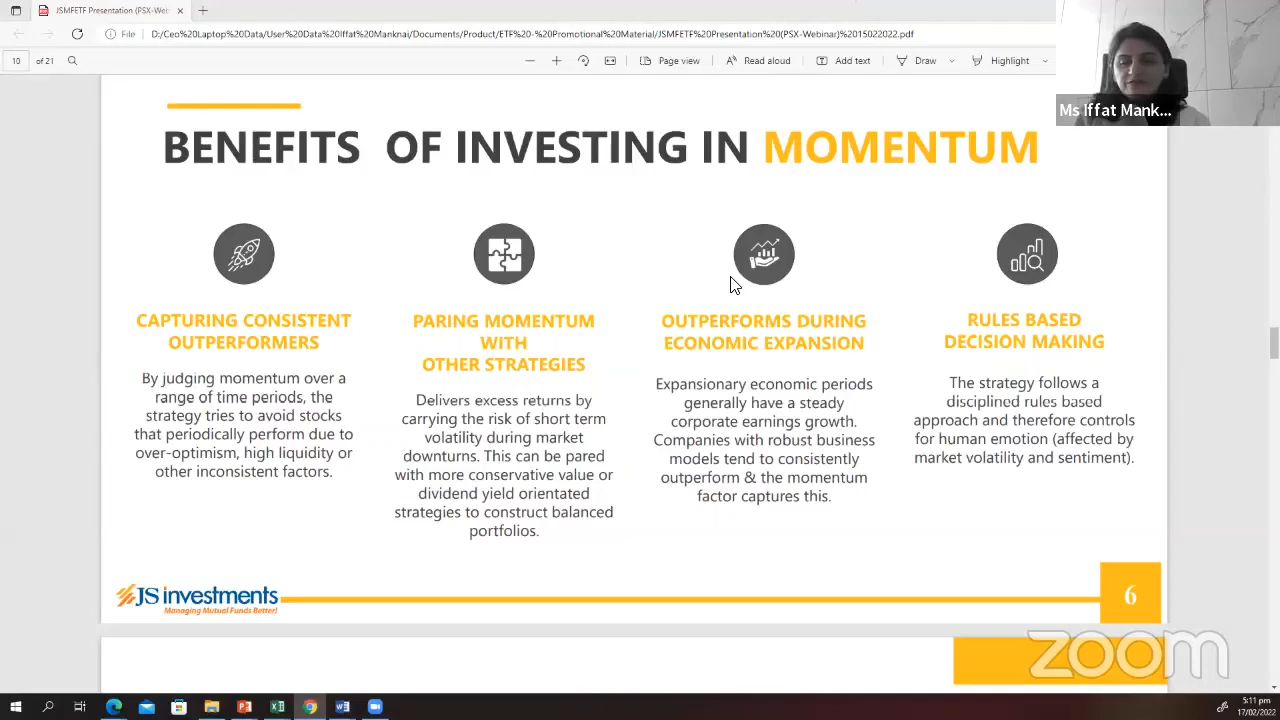 JSMFETF Presentation (PSX-Web
File
D:/Ceo%20Laptop%20Data/User%20Data%20Iffat%20Manknai/Documents/Product/ETF%20-%20Promotional%20Material/JSMFETF%20Presentation%20(PSX-Webinar)%2015022022.pdf
10 of 21
Page view
Read aloud
Add text
Draw
Highlight
Ms Iffat Mank...
BENEFITS OF INVESTING IN MOMENTUM
CAPTURING CONSISTENT
OUTPERFORMERS
By judging momentum over a
range of time periods, the
strategy tries to avoid stocks
that periodically perform due to
over-optimism, high liquidity or
other inconsistent factors.
PARING MOMENTUM
WITH
OTHER STRATEGIES
Delivers excess returns by
carrying the risk of short term
volatility during market
downturns. This can be pared
with more conservative value or
dividend yield orientated
strategies to construct balanced
portfolios.
OUTPERFORMS DURING
ECONOMIC EXPANSION
Expansionary economic periods
generally have a steady
corporate earnings growth.
Companies with robust business
models tend to consistently
outperform & the momentum
factor captures this.
RULES BASED
DECISION MAKING
The strategy follows a
disciplined rules based
approach and therefore controls
for human emotion (affected by
market volatility and sentiment).
JS investments
Managing Mutual Funds Better!
6
zoom
5:11 pm
17/02/2022